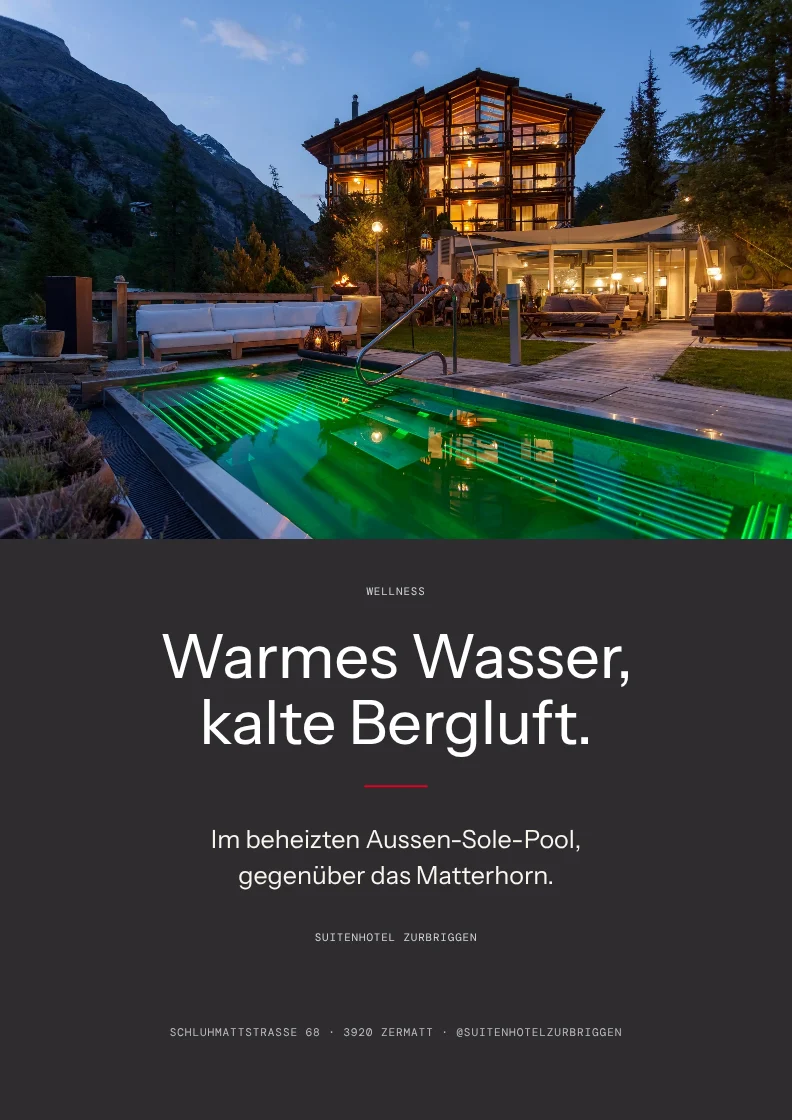 WELLNESS
Warmes Wasser,
kalte Bergluft.
Im beheizten Aussen-Sole-Pool,
gegenüber das Matterhorn.
SUITENHOTEL ZURBRIGGEN
SCHLUHMATTSTRASSE 68 · 3920 ZERMATT · @SUITENHOTELZURBRIGGEN